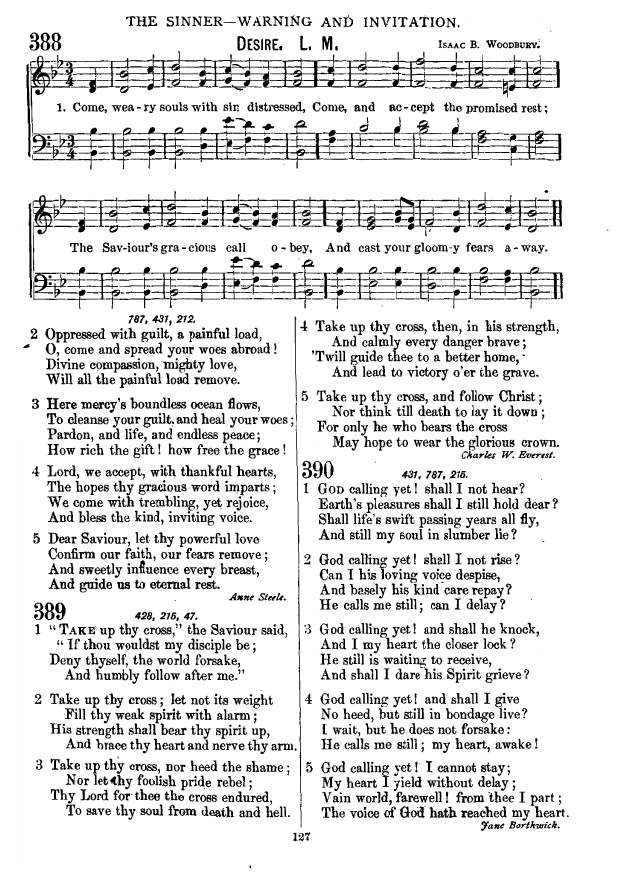 THE SINNER—WARNING AND INVITATION.
388 DESIRE. L. M. ISAAC B. WOODBURY.
1. Come, wea-ry souls with sin distressed, Come, and ac-cept the promised rest;
The Sav-iour's gra-cious call o-bey, And cast your gloom-y fears a-way.
787, 431, 212.
2 Oppressed with guilt, a painful load,
O, come and spread your woes abroad!
Divine compassion, mighty love,
Will all the painful load remove.
3 Here mercy's boundless ocean flows,
To cleanse your guilt and heal your woes;
Pardon, and life, and endless peace;
How rich the gift! how free the grace!
4 Lord, we accept, with thankful hearts,
The hopes thy gracious word imparts;
We come with trembling, yet rejoice,
And bless the kind, inviting voice.
5 Dear Saviour, let thy powerful love
Confirm our faith, our fears remove;
And sweetly influence every breast,
And guide us to eternal rest.
Anne Steele.
389 428, 215, 47.
1 "TAKE up thy cross," the Saviour said,
"If thou wouldst my disciple be;
Deny thyself, the world forsake,
And humbly follow after me."
2 Take up thy cross; let not its weight
Fill thy weak spirit with alarm;
His strength shall bear thy spirit up,
And brace thy heart and nerve thy arm.
3 Take up thy cross, nor heed the shame;
Nor let thy foolish pride rebel;
Thy Lord for thee the cross endured,
To save thy soul from death and hell.
4 Take up thy cross, then, in his strength,
And calmly every danger brave;
'Twill guide thee to a better home,
And lead to victory o'er the grave.
5 Take up thy cross, and follow Christ;
Nor think till death to lay it down;
For only he who bears the cross
May hope to wear the glorious crown.
Charles W. Everest.
390 431, 787, 215.
1 GOD calling yet! shall I not hear?
Earth's pleasures shall I still hold dear?
Shall life's swift passing years all fly,
And still my soul in slumber lie?
2 God calling yet! shall I not rise?
Can I his loving voice despise,
And basely his kind care repay?
He calls me still; can I delay?
3 God calling yet! and shall he knock,
And I my heart the closer lock?
He still is waiting to receive,
And shall I dare his Spirit grieve?
4 God calling yet! and shall I give
No heed, but still in bondage live?
I wait, but he does not forsake:
He calls me still; my heart, awake!
5 God calling yet! I cannot stay;
My heart I yield without delay;
Vain world, farewell! from thee I part;
The voice of God hath reached my heart.
Jane Borthwick.
127